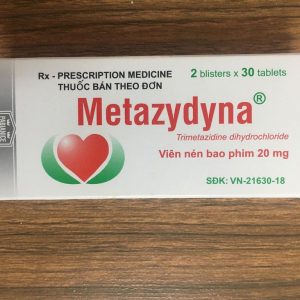 Rx - PRESCRIPTION MEDICINE
THUỐC BÁN THEO ĐƠN
2 blisters x 30 tablets
Metazydyna®
Trimetazidine dihydrochloride
Viên nén bao phim 20 mg
SĐK: VN-21630-18
PABIANICE